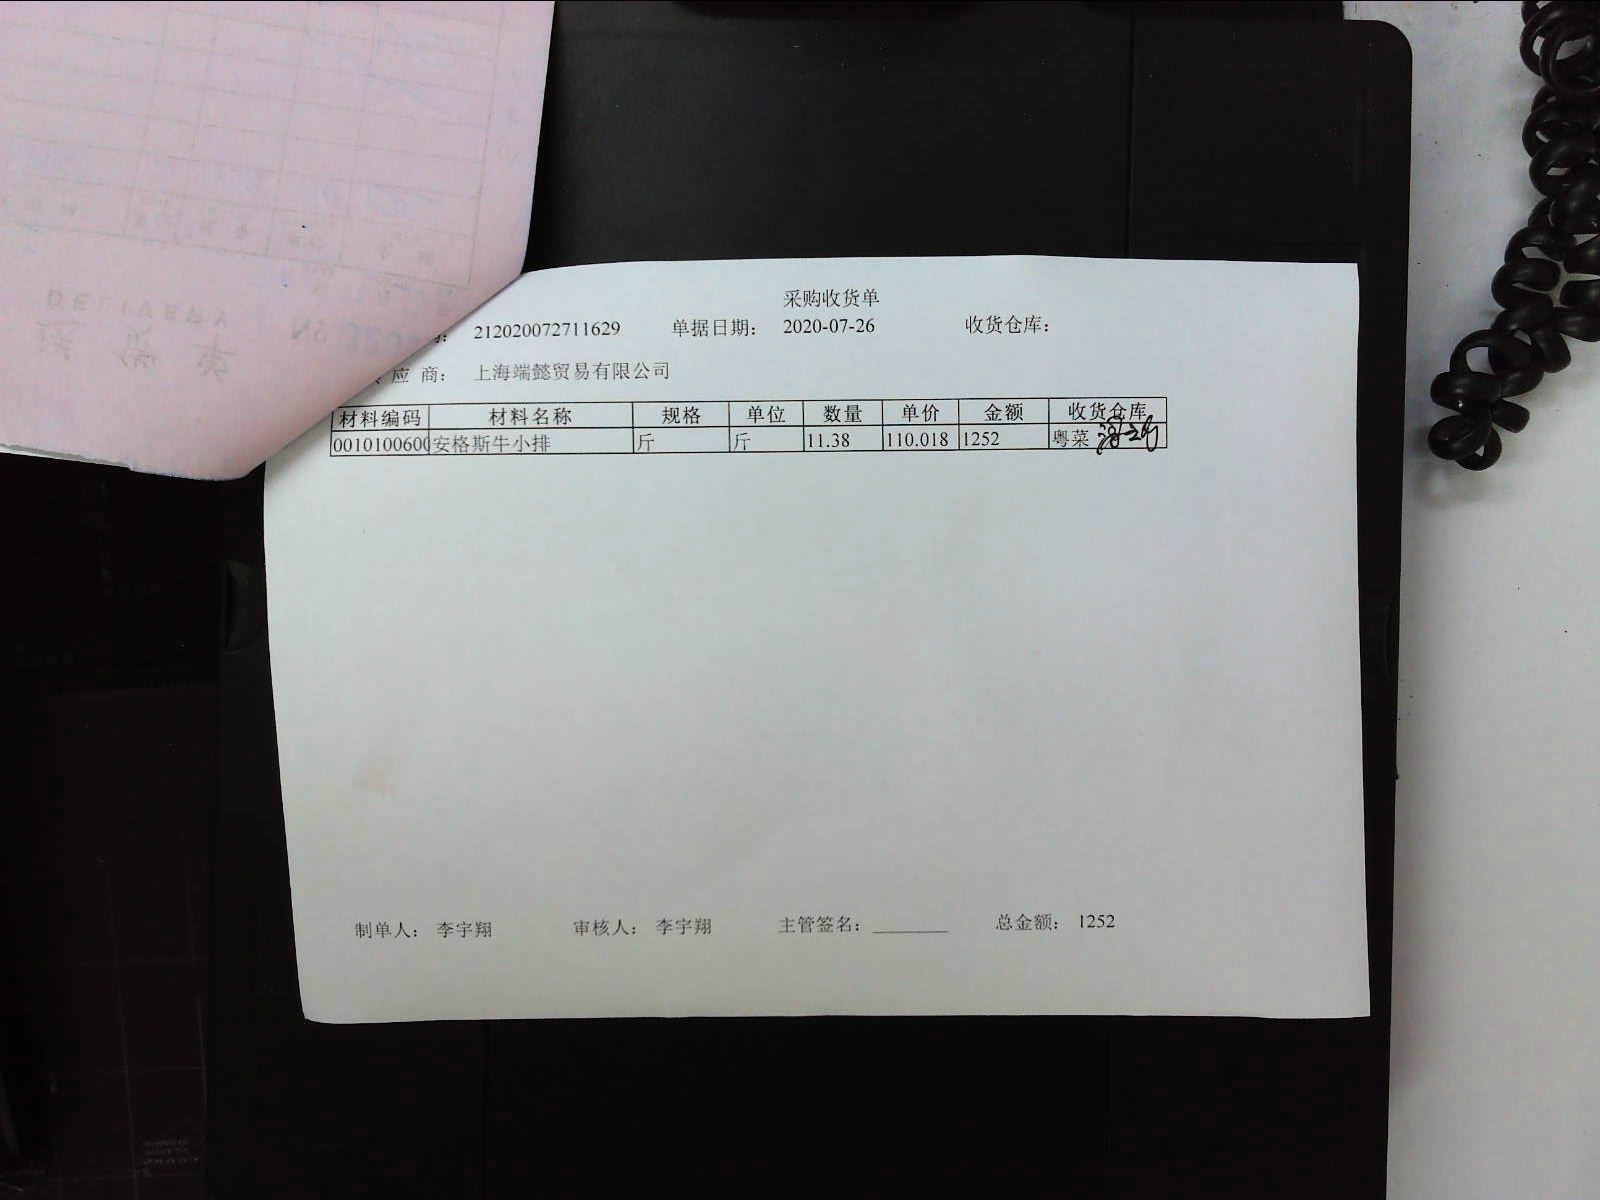 采购收货单
212020072711629 单据日期： 2020-07-26 收货仓库：
应 商： 上海端懿贸易有限公司
材料编码 材料名称 规格 单位 数量 单价 金额 收货仓库
0010100600 安格斯牛小排 斤 斤 11.38 110.018 1252 粤菜
制单人： 李宇翔 审核人： 李宇翔 主管签名：________ 总金额： 1252
DELIVERY